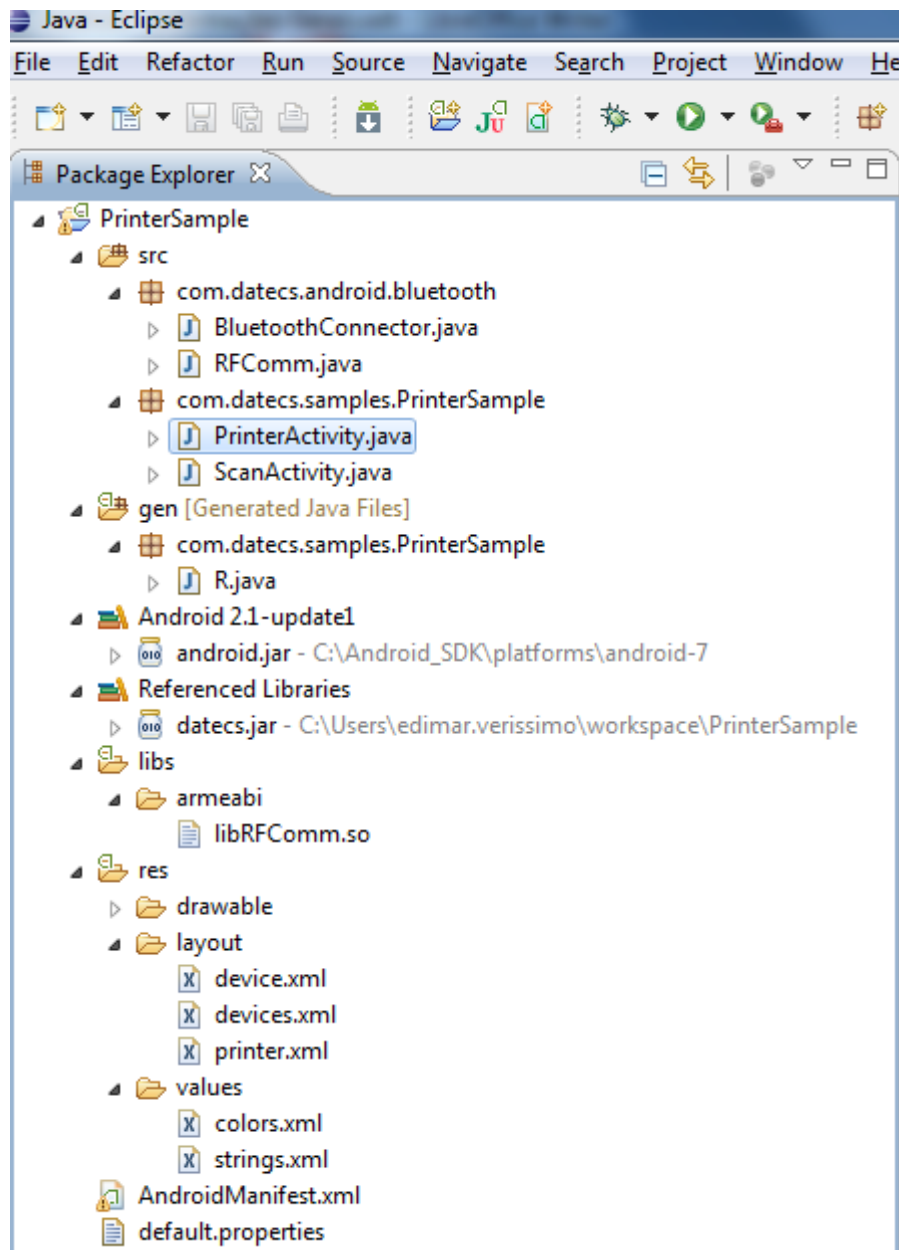 Java - Eclipse
File Edit Refactor Run Source Navigate Search Project Window He
Package Explorer
PrinterSample
src
com.datecs.android.bluetooth
BluetoothConnector.java
RFComm.java
com.datecs.samples.PrinterSample
PrinterActivity.java
ScanActivity.java
gen [Generated Java Files]
com.datecs.samples.PrinterSample
R.java
Android 2.1-update1
android.jar - C:\Android_SDK\platforms\android-7
Referenced Libraries
datecs.jar - C:\Users\edimar.verissimo\workspace\PrinterSample
libs
armeabi
libRFComm.so
res
drawable
layout
device.xml
devices.xml
printer.xml
values
colors.xml
strings.xml
AndroidManifest.xml
default.properties